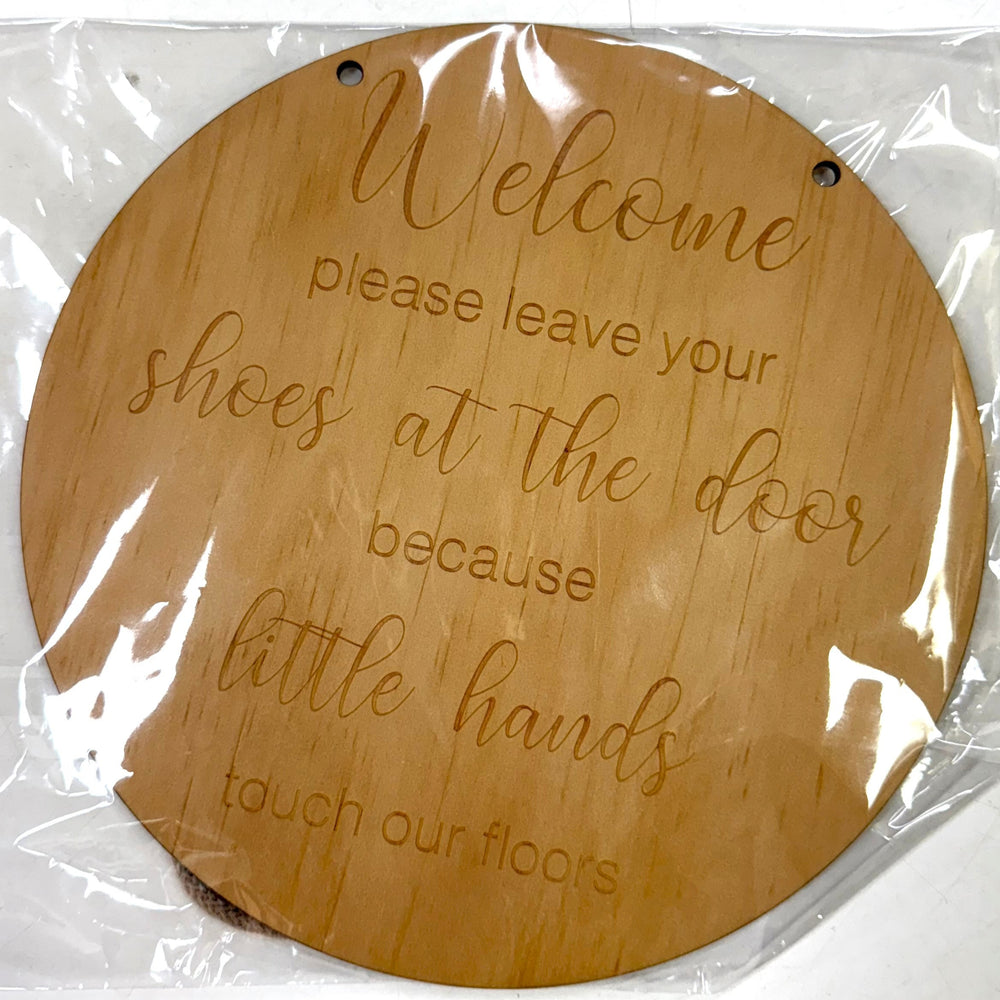 Welcome
please leave your
shoes at the door
because
little hands
touch our floors